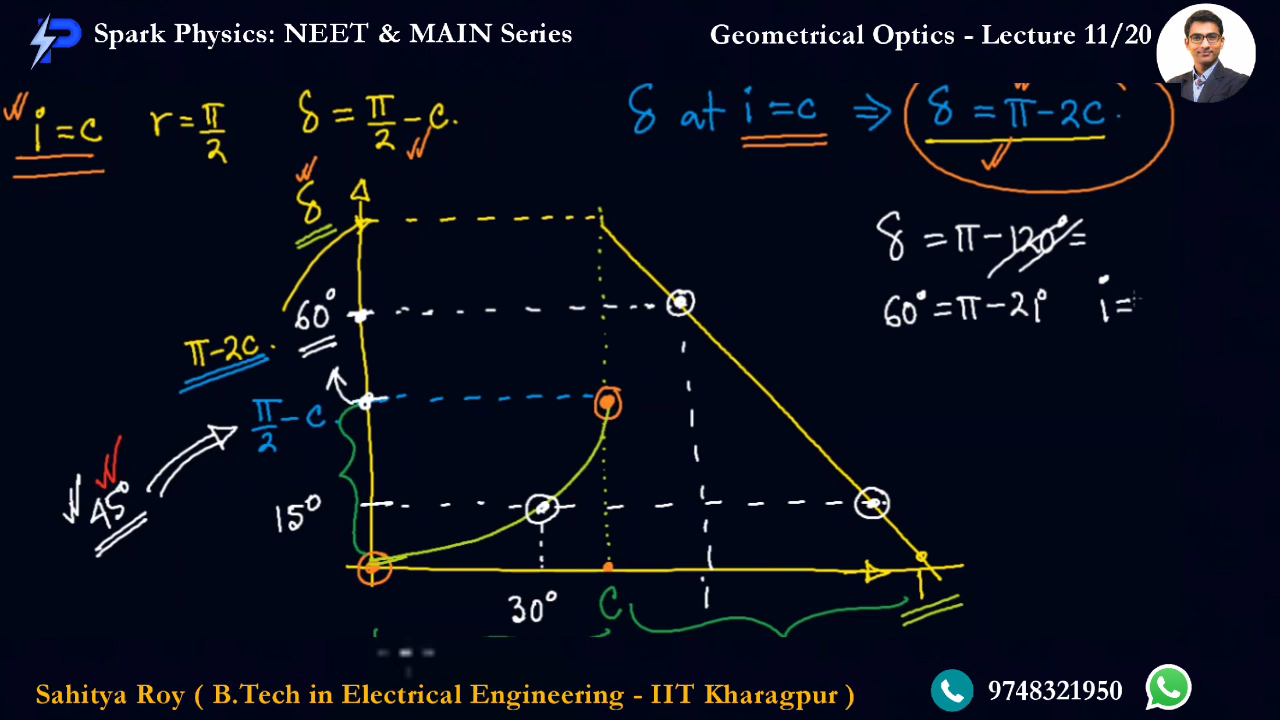 Spark Physics: NEET & MAIN Series
Geometrical Optics - Lecture 11/20
i = c r = π/2 δ = π/2 - c.
δ at i = c ⇒ δ = π - 2c.
δ
δ = π - 120° =
60° = π - 2i° i =
60°
π - 2c.
π/2 - c
45°
15°
30° C i
Sahitya Roy ( B.Tech in Electrical Engineering - IIT Kharagpur )
9748321950